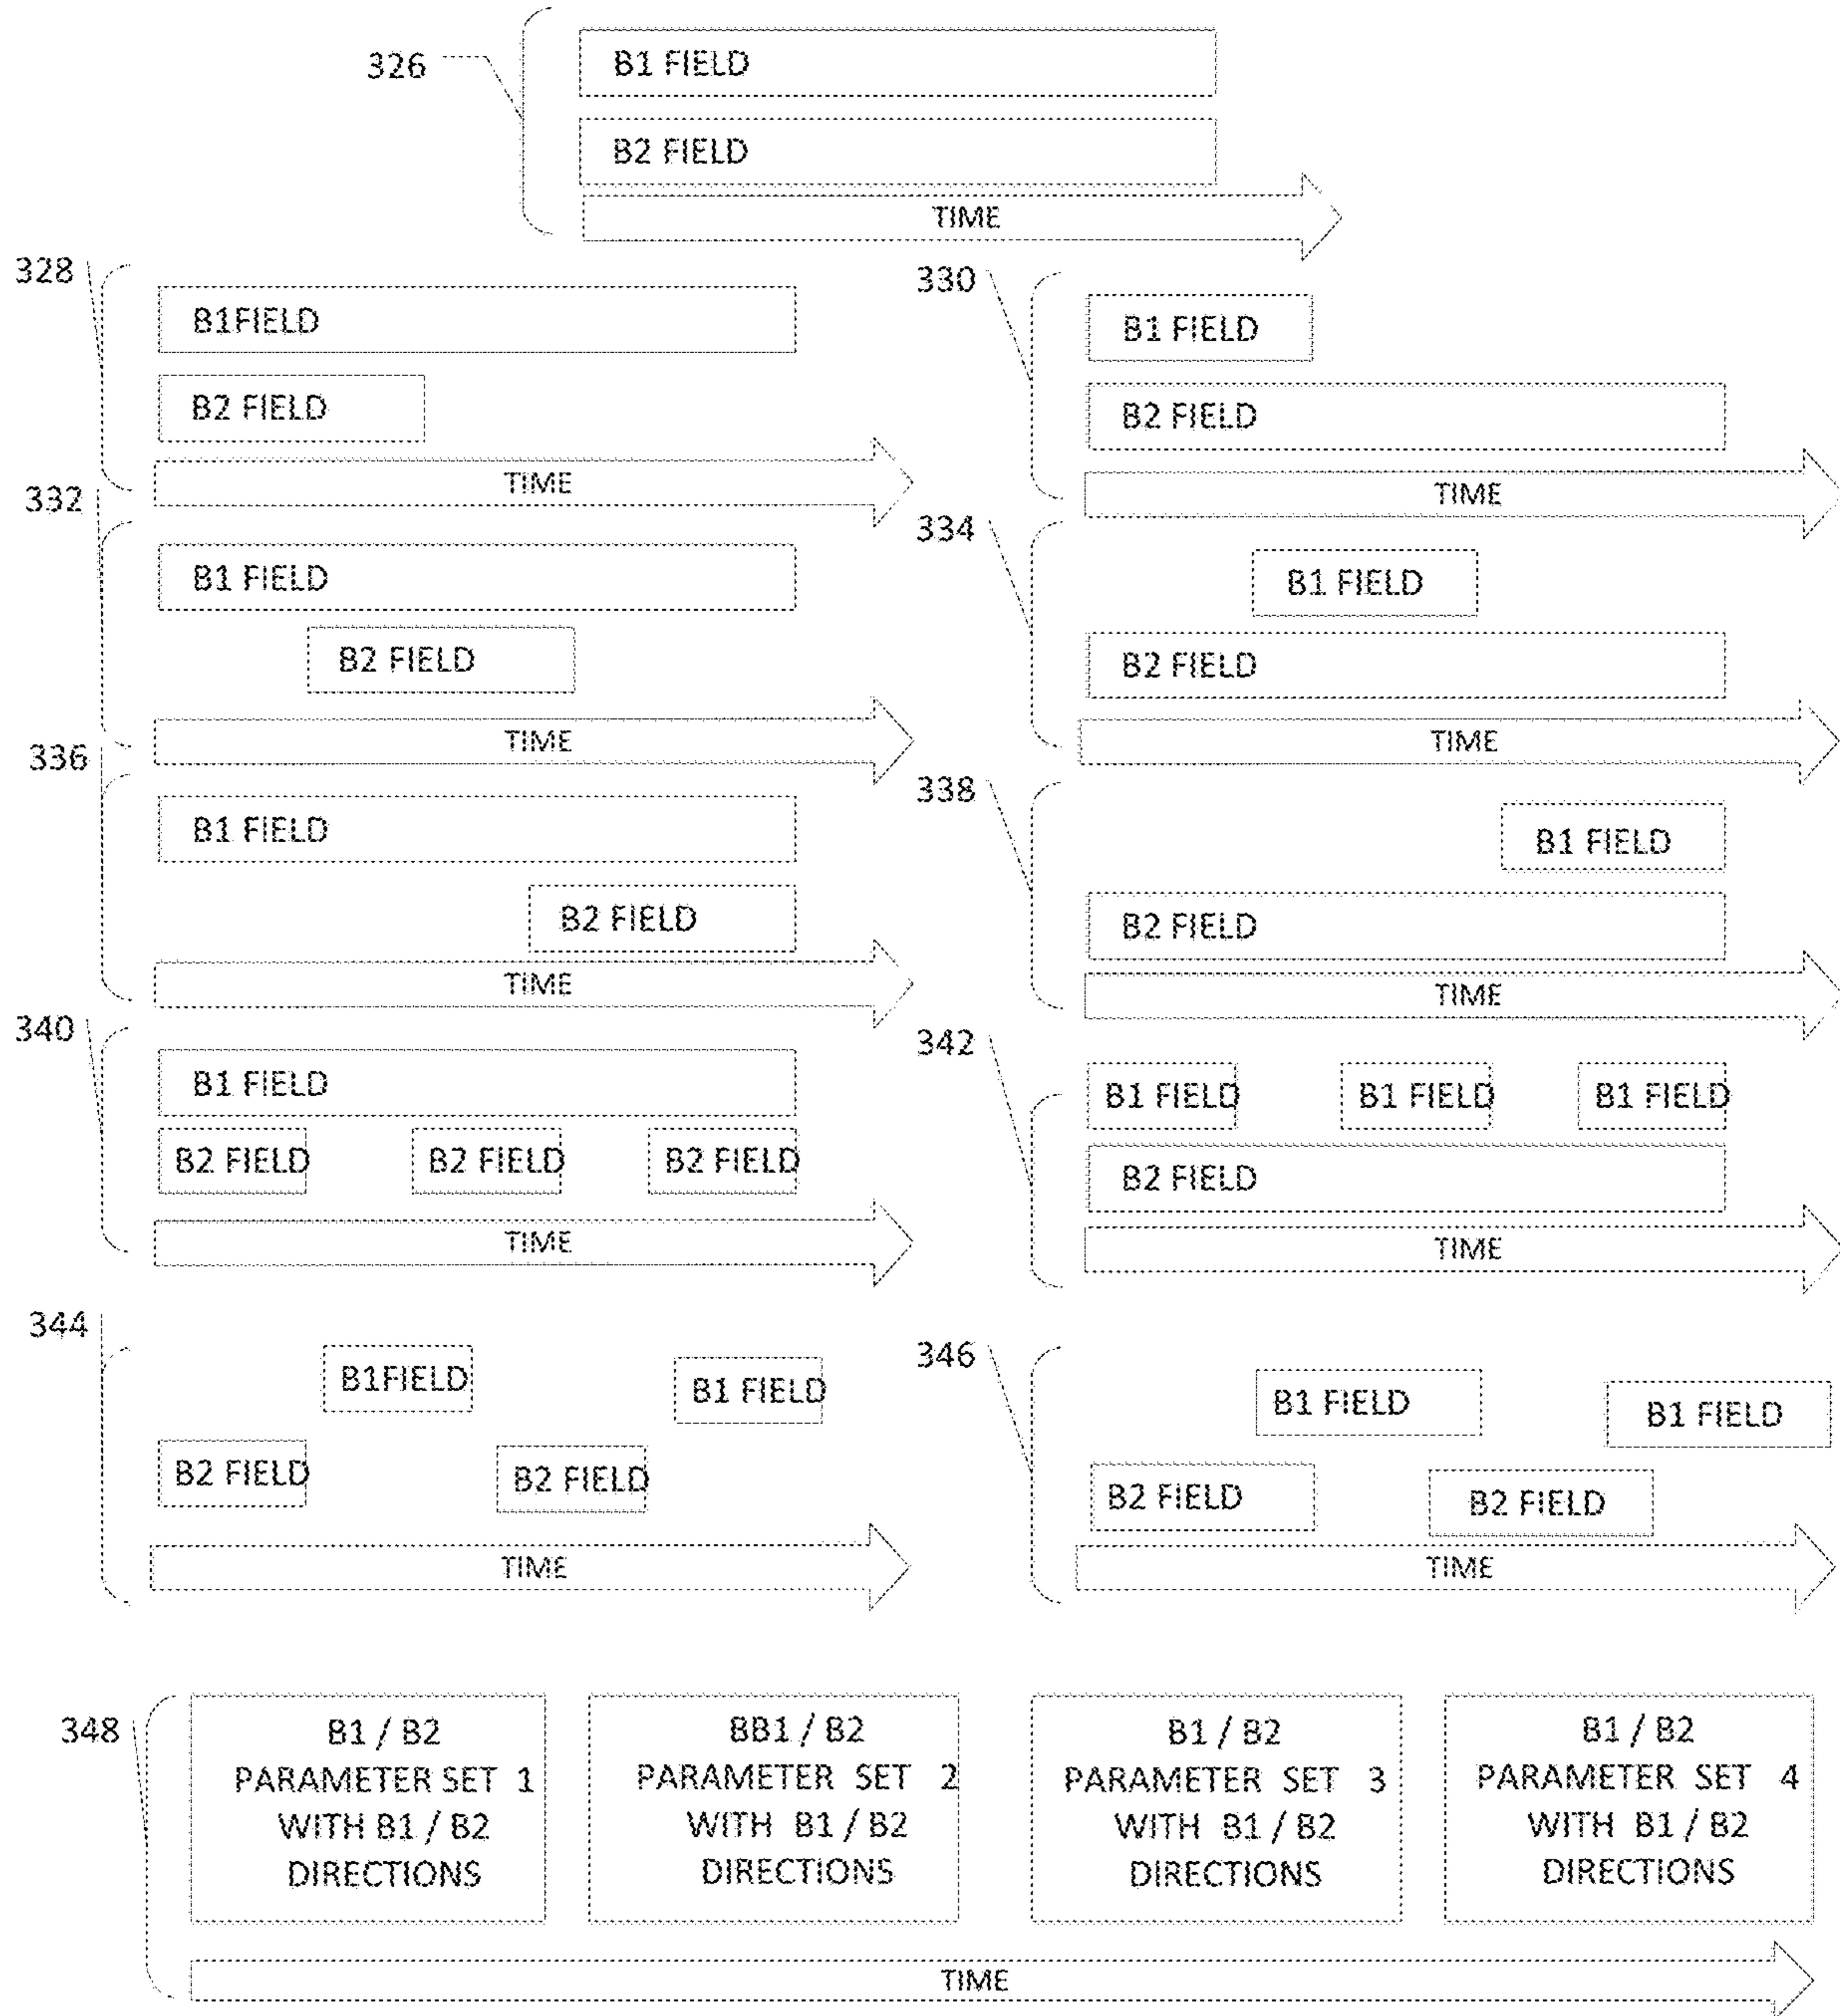 326
B1 FIELD
B2 FIELD
TIME
328
B1FIELD
B2 FIELD
TIME
330
B1 FIELD
B2 FIELD
TIME
332
B1 FIELD
B2 FIELD
TIME
334
B1 FIELD
B2 FIELD
TIME
336
B1 FIELD
B2 FIELD
TIME
338
B1 FIELD
B2 FIELD
TIME
340
B1 FIELD
B2 FIELD B2 FIELD B2 FIELD
TIME
342
B1 FIELD B1 FIELD B1 FIELD
B2 FIELD
TIME
344
B1FIELD B1 FIELD
B2 FIELD B2 FIELD
TIME
346
B1 FIELD B1 FIELD
B2 FIELD B2 FIELD
TIME
348
B1 / B2
PARAMETER SET 1
WITH B1 / B2
DIRECTIONS
BB1 / B2
PARAMETER SET 2
WITH B1 / B2
DIRECTIONS
B1 / B2
PARAMETER SET 3
WITH B1 / B2
DIRECTIONS
B1 / B2
PARAMETER SET 4
WITH B1 / B2
DIRECTIONS
TIME